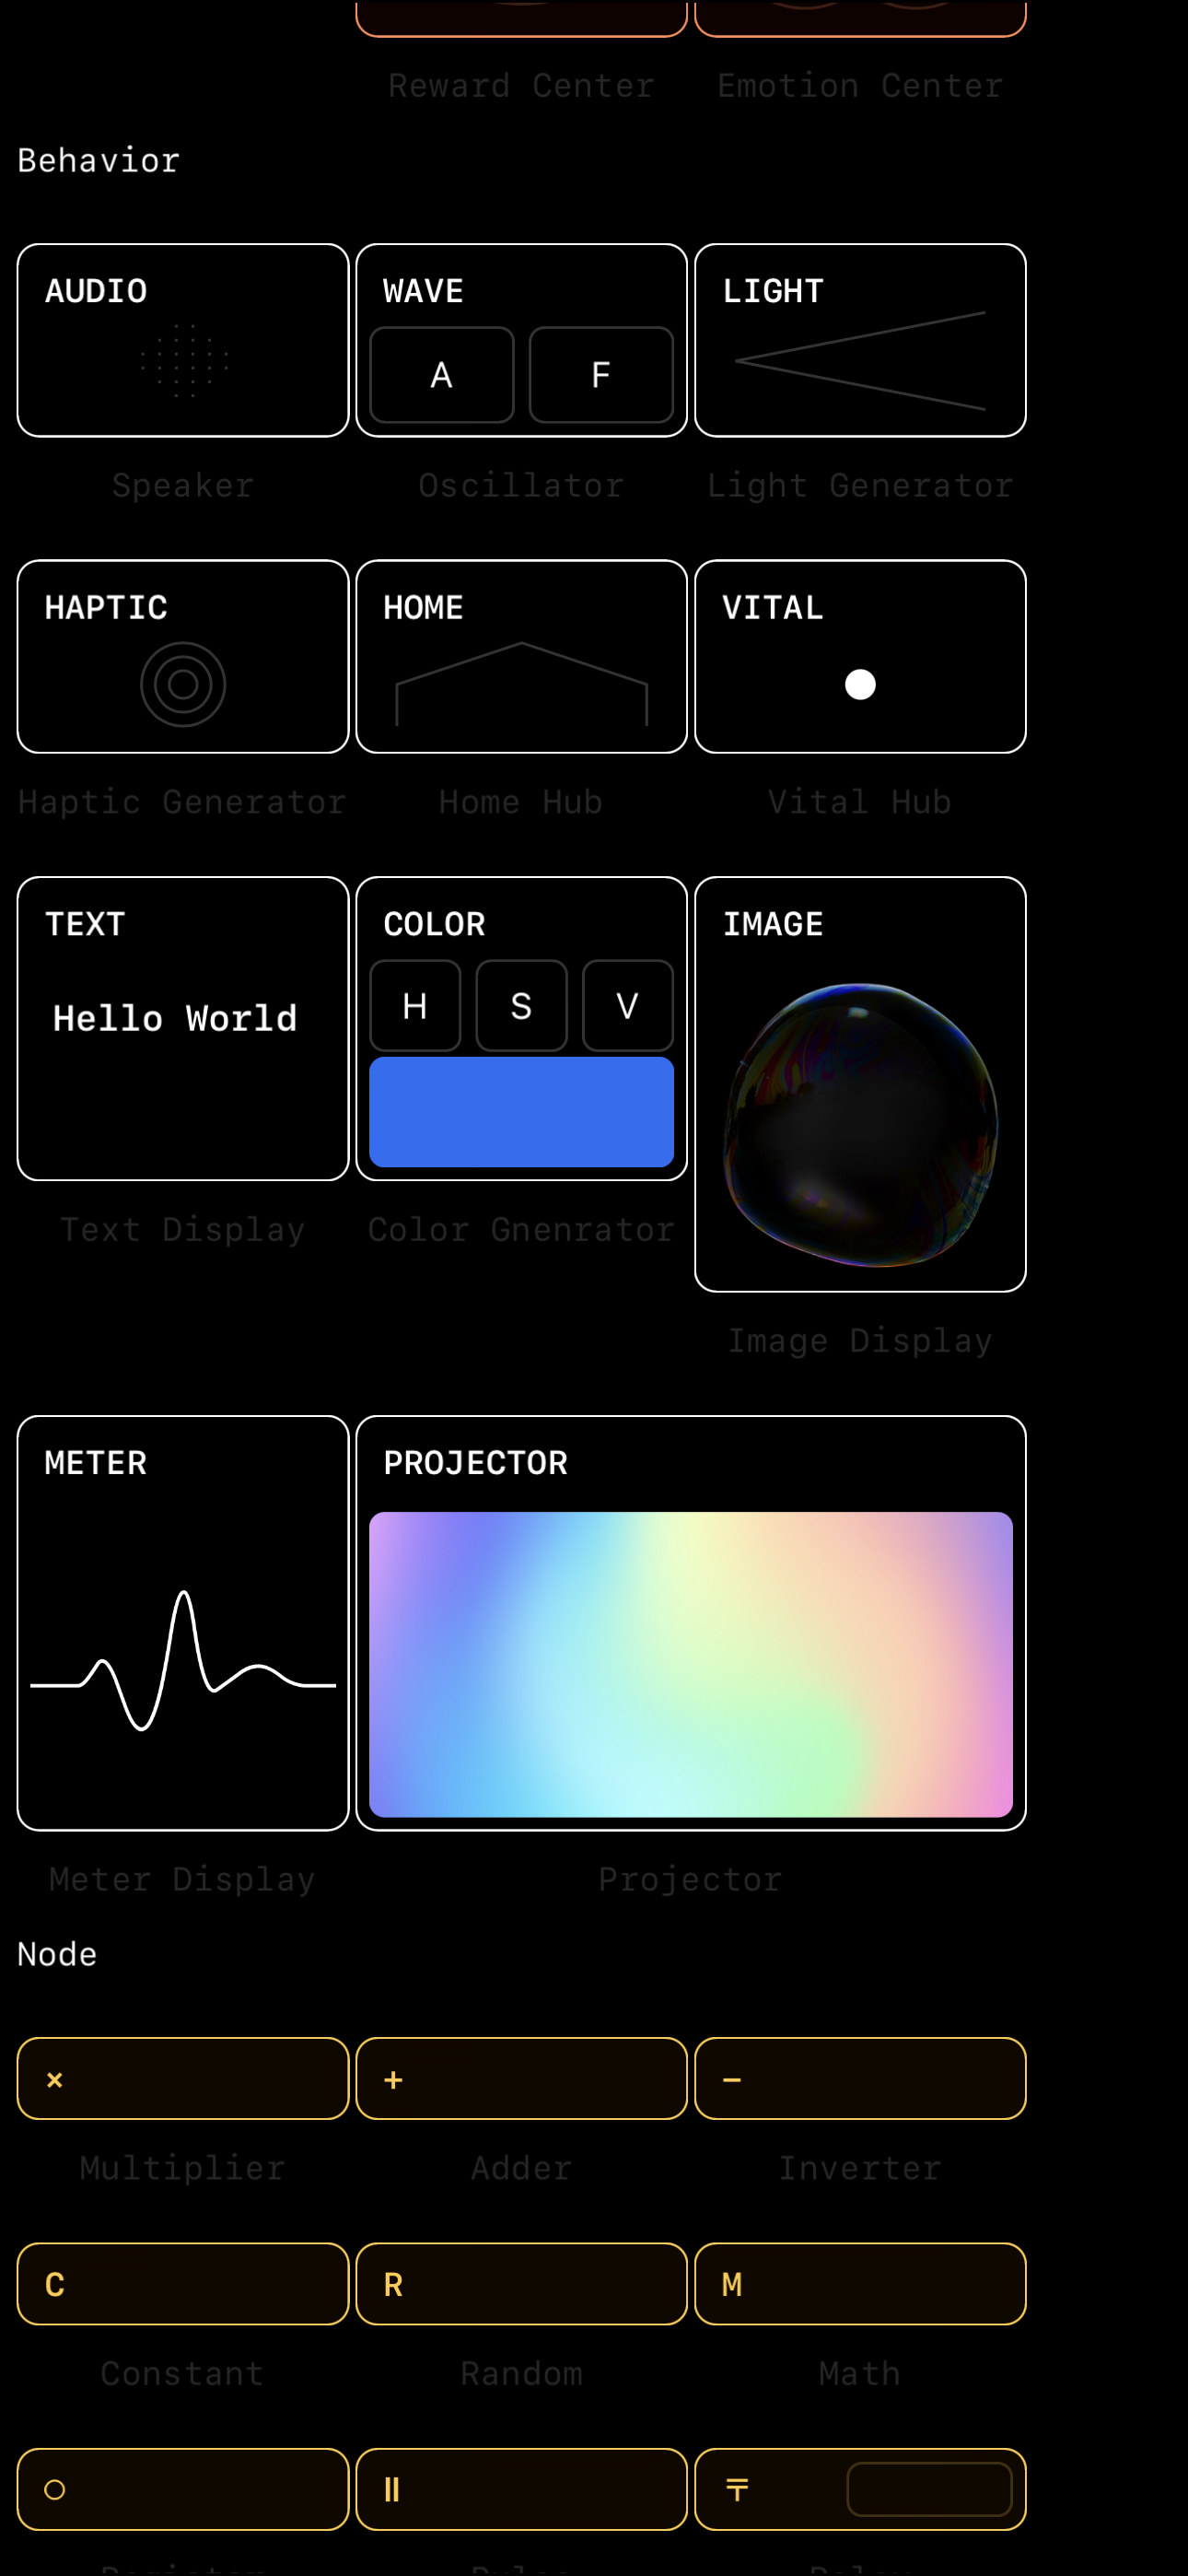 Reward Center Emotion Center
Behavior
AUDIO WAVE LIGHT
A F
Speaker Oscillator Light Generator
HAPTIC HOME VITAL
Haptic Generator Home Hub Vital Hub
TEXT COLOR IMAGE
H S V
Hello World
Text Display Color Gnenrator
Image Display
METER PROJECTOR
Meter Display Projector
Node
× + −
Multiplier Adder Inverter
C R M
Constant Random Math